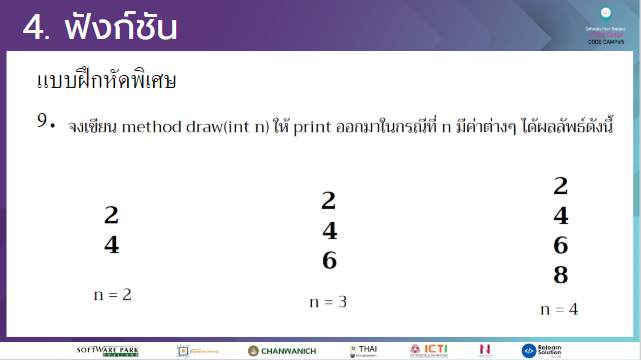 4. ฟังก์ชัน
CODE CAMP#5
แบบฝึกหัดพิเศษ
9. จงเขียน method draw(int n) ให้ print ออกมาในกรณีที่ n มีค่าต่างๆ ได้ผลลัพธ์ดังนี้
2
4
n = 2
2
4
6
n = 3
2
4
6
8
n = 4
SOFTWARE PARK
THAILAND
CHANWANICH
THAI
ICTI
N
Relearn
Solution